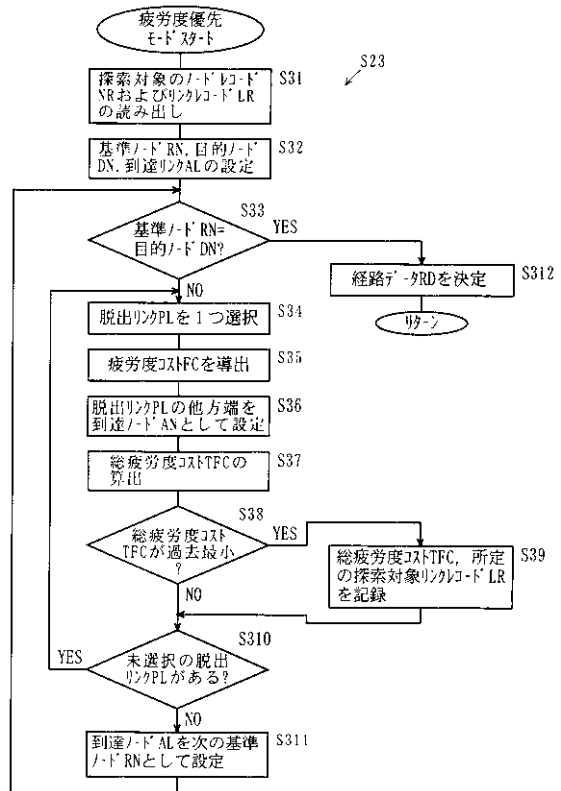 疲労度優先
モードスタート
S23
探索対象のノードレコード
NRおよびリンクレコードLR
の読み出し
S31
基準ノードRN,目的ノード
DN,到達リンクALの設定
S32
S33
基準ノードRN=
目的ノードDN?
YES
NO
経路データRDを決定
S312
リターン
脱出リンクPLを1つ選択
S34
疲労度コストFCを導出
S35
脱出リンクPLの他方端を
到達ノードANとして設定
S36
総疲労度コストTFCの
算出
S37
S38
総疲労度コスト
TFCが過去最小
?
YES
NO
総疲労度コストTFC,所定
の探索対象リンクレコードLR
を記録
S39
S310
未選択の脱出
リンクPLがある?
YES
NO
到達ノードALを次の基準
ノードRNとして設定
S311